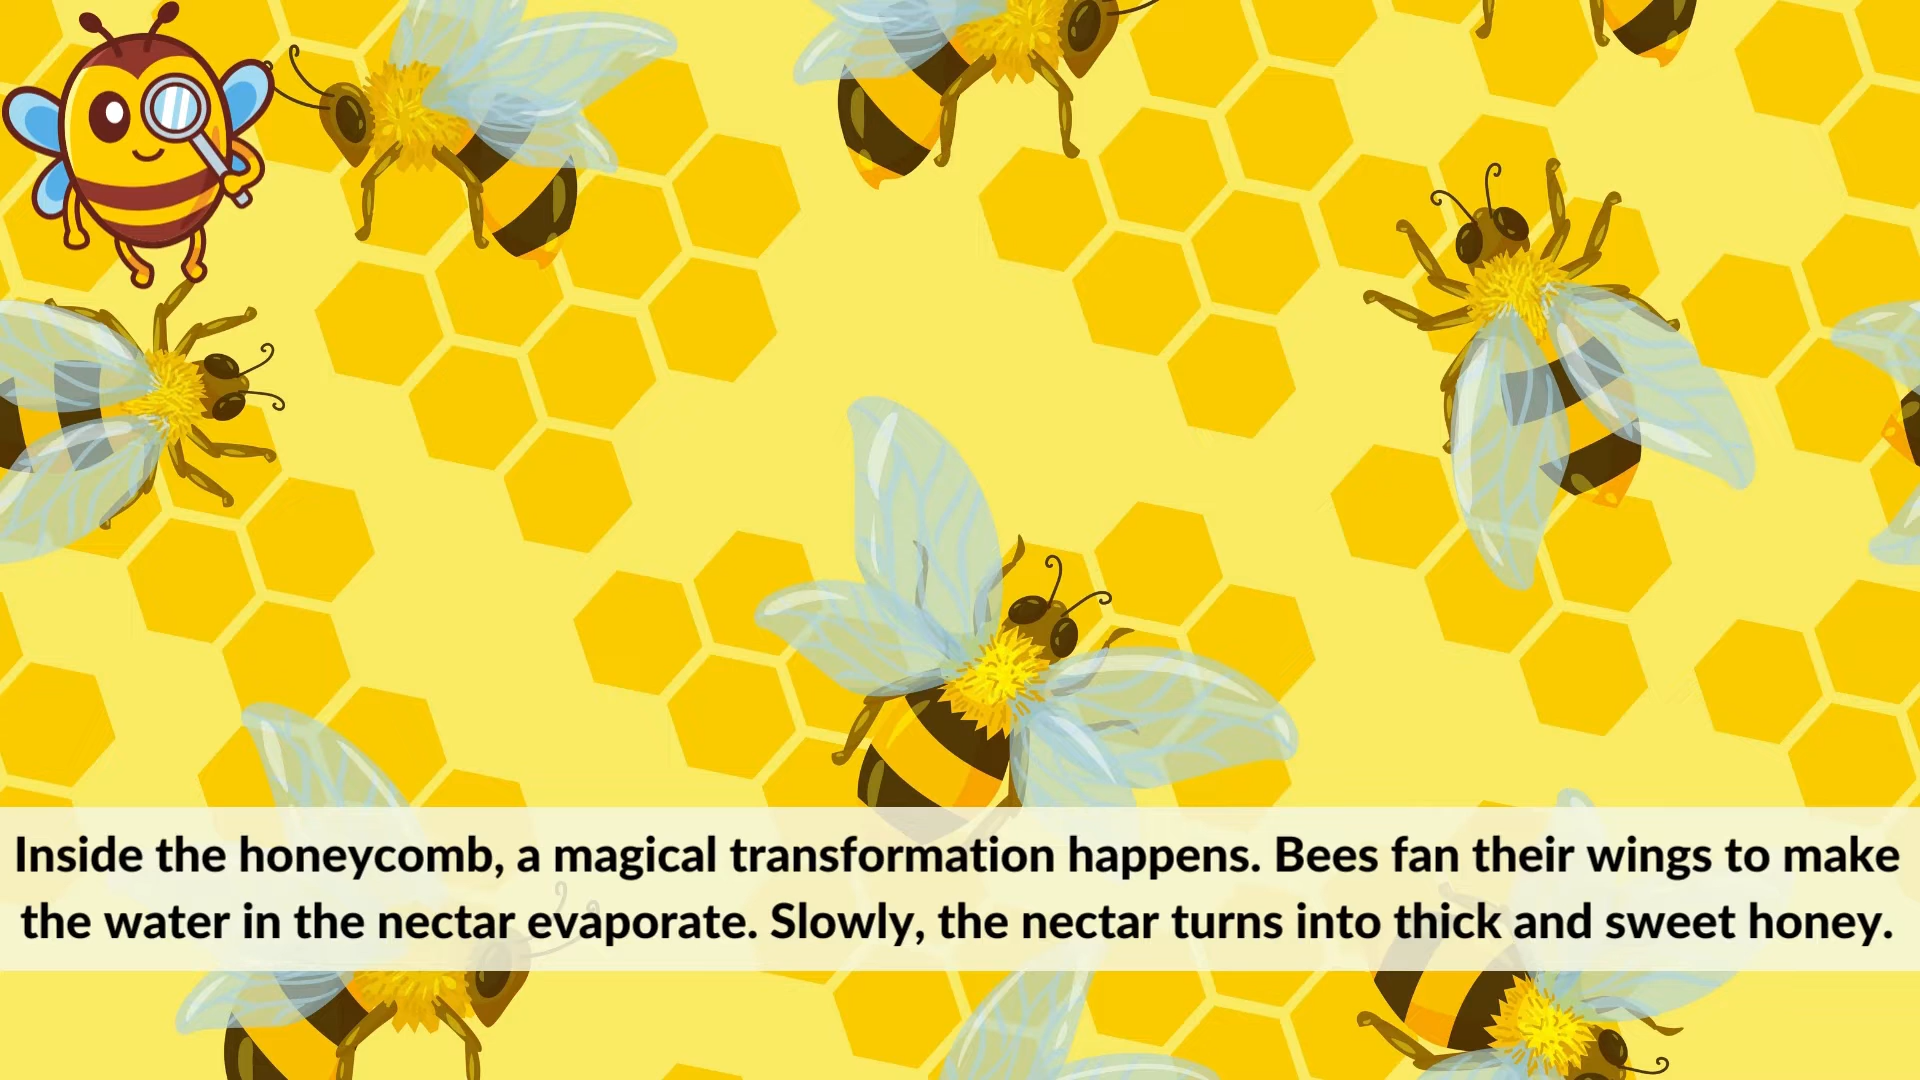 Inside the honeycomb, a magical transformation happens. Bees fan their wings to make
the water in the nectar evaporate. Slowly, the nectar turns into thick and sweet honey.